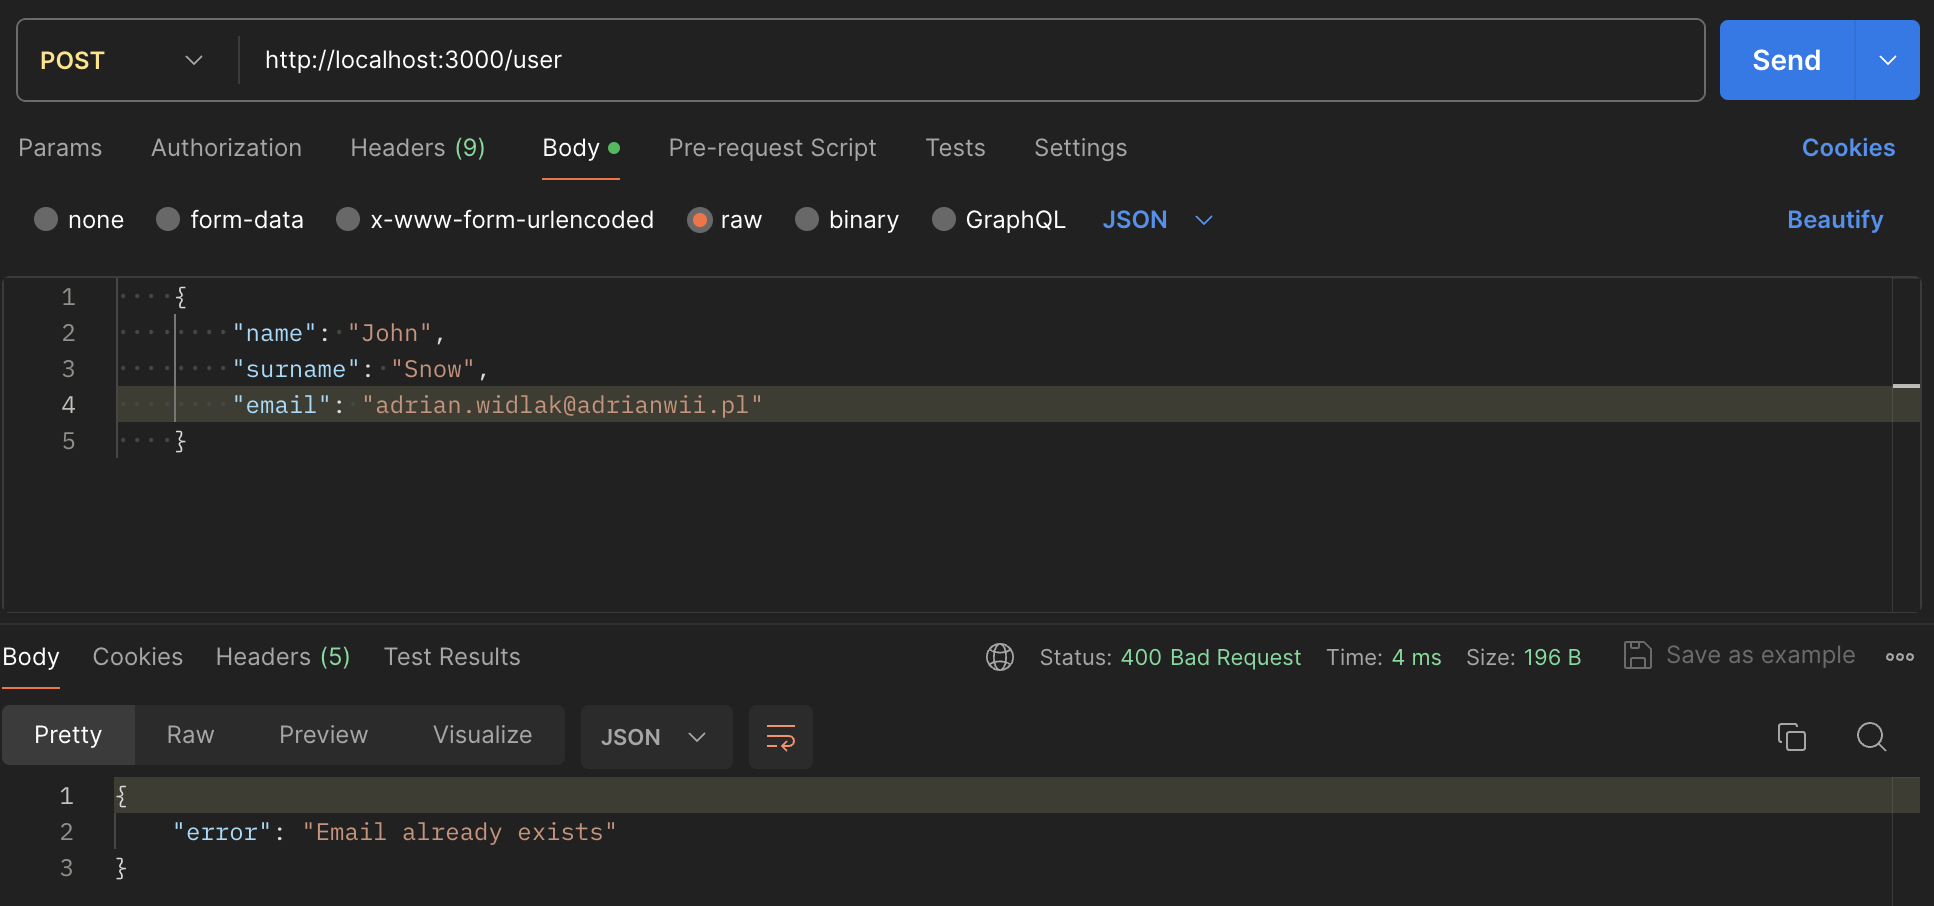 POST http://localhost:3000/user Send
Params Authorization Headers (9) Body Pre-request Script Tests Settings Cookies
none form-data x-www-form-urlencoded raw binary GraphQL JSON Beautify
1 {
2 "name": "John",
3 "surname": "Snow",
4 "email": "adrian.widlak@adrianwii.pl"
5 }
Body Cookies Headers (5) Test Results Status: 400 Bad Request Time: 4 ms Size: 196 B Save as example
Pretty Raw Preview Visualize JSON
1 {
2 "error": "Email already exists"
3 }